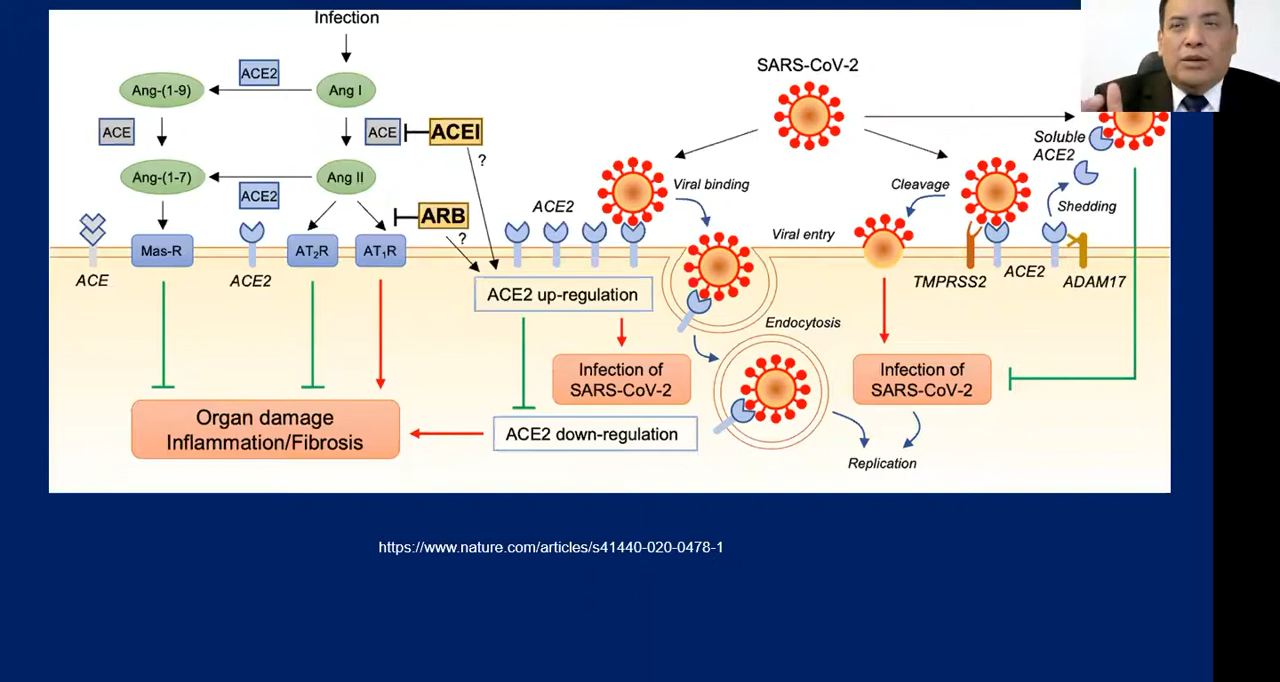 Infection
SARS-CoV-2
Ang-(1-9)
ACE2
Ang I
ACE
ACE
ACEI
?
Ang-(1-7)
ACE2
Ang II
ARB
?
ACE
Mas-R
ACE2
AT2R
AT1R
ACE2
Viral binding
Viral entry
Cleavage
Soluble
ACE2
Shedding
TMPRSS2
ACE2
ADAM17
ACE2 up-regulation
Endocytosis
Infection of
SARS-CoV-2
Infection of
SARS-CoV-2
Organ damage
Inflammation/Fibrosis
ACE2 down-regulation
Replication
https://www.nature.com/articles/s41440-020-0478-1